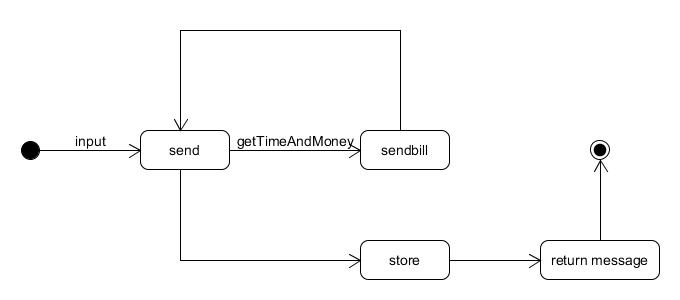 input
send
getTimeAndMoney
sendbill
store
return message